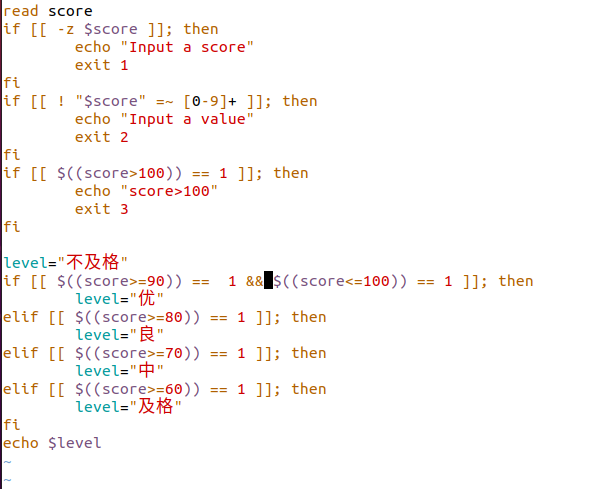 read score
if [[ -z $score ]]; then
        echo "Input a score"
        exit 1
fi
if [[ ! "$score" =~ [0-9]+ ]]; then
        echo "Input a value"
        exit 2
fi
if [[ $((score>100)) == 1 ]]; then
        echo "score>100"
        exit 3
fi

level="不及格"
if [[ $((score>=90)) ==  1 && $((score<=100)) == 1 ]]; then
        level="优"
elif [[ $((score>=80)) == 1 ]]; then
        level="良"
elif [[ $((score>=70)) == 1 ]]; then
        level="中"
elif [[ $((score>=60)) == 1 ]]; then
        level="及格"
fi
echo $level
~
~